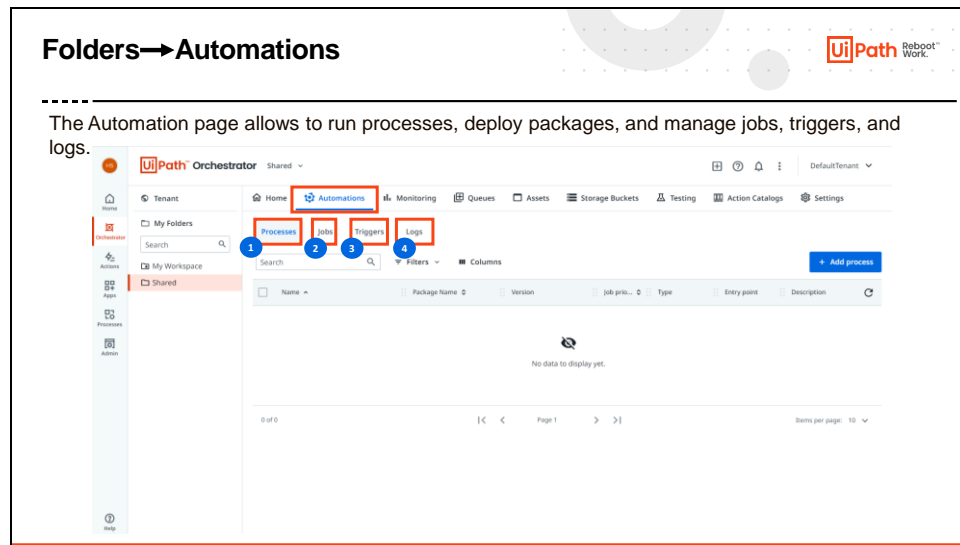 Folders→Automations
UiPath™ Reboot™ Work.
The Automation page allows to run processes, deploy packages, and manage jobs, triggers, and
logs.
HS
UiPath™ Orchestrator Shared
DefaultTenant
Home
Orchestrator
Actions
Apps
Processes
Admin
Help
Tenant
My Folders
Search
My Workspace
Shared
Home Automations Monitoring Queues Assets Storage Buckets Testing Action Catalogs Settings
Processes Jobs Triggers Logs
1 2 3 4
Search Filters Columns + Add process
Name Package Name Version Job prio... Type Entry point Description
No data to display yet.
0 of 0 Page 1 Items per page: 10